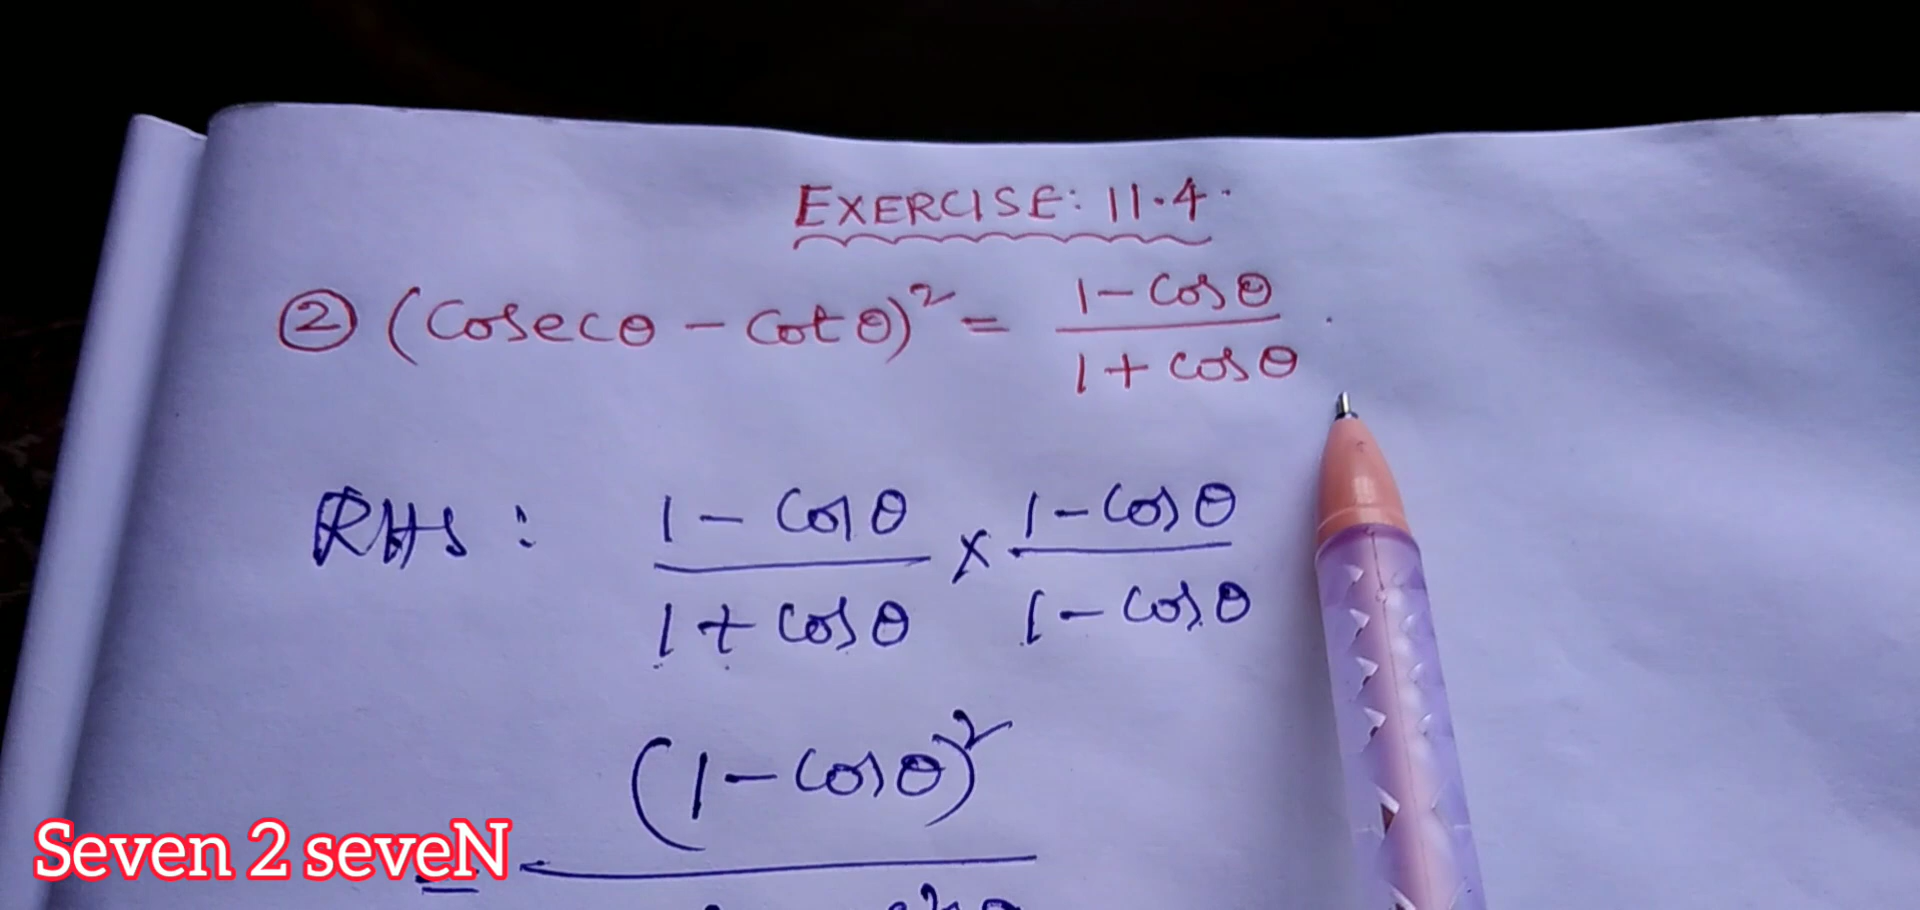 EXERCISE: 11.4.
② (Cosecθ - Cotθ)² = (1 - Cosθ) / (1 + cosθ).
RHS : (1 - Cosθ) / (1 + Cosθ) × (1 - Cosθ) / (1 - Cosθ)
(1 - Cosθ)²
Seven 2 seveN